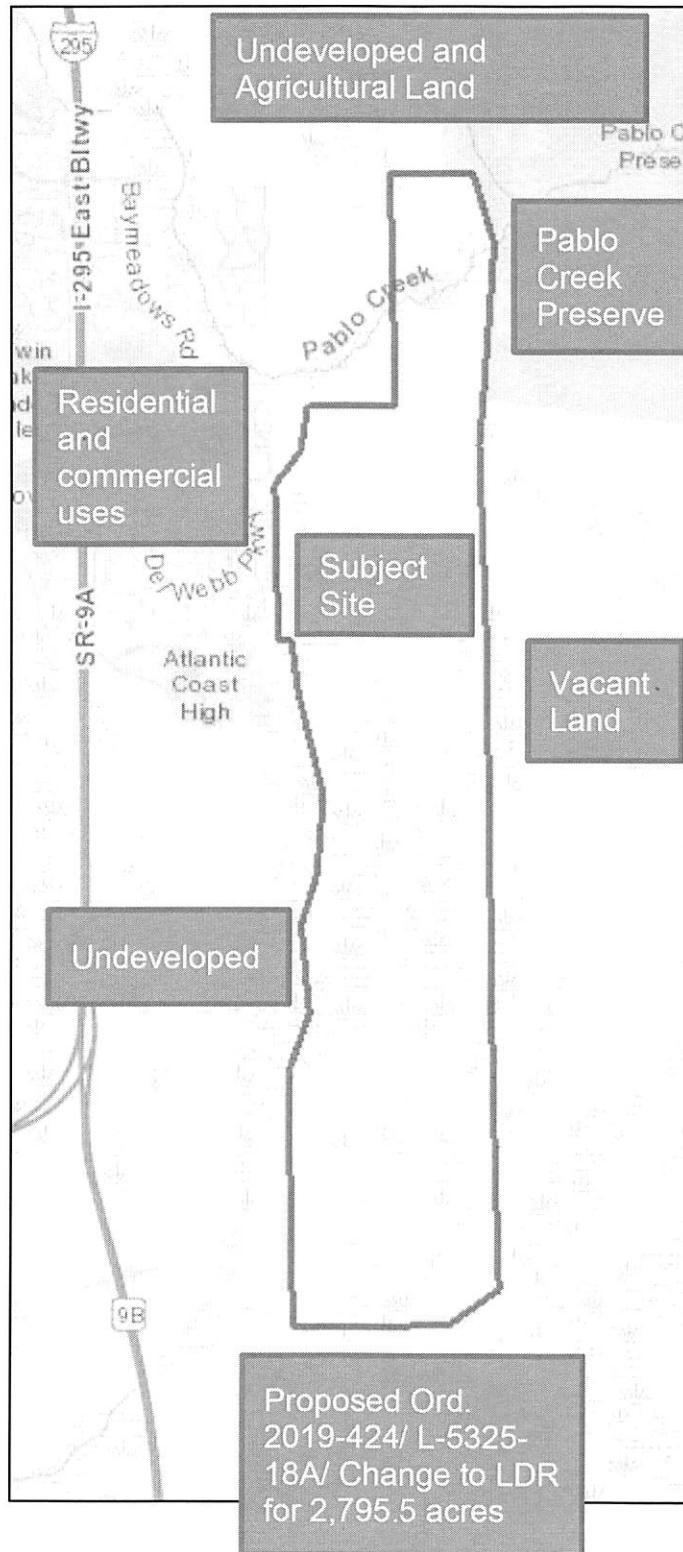 295
Undeveloped and
Agricultural Land
I-295 East Bltwy
Baymeadows Rd
Pablo Creek
Pablo
Creek
Preserve
Residential
and
commercial
uses
Subject
Site
Del Webb Pkwy
SR-9A
Atlantic
Coast
High
Vacant
Land
Undeveloped
9B
Proposed Ord.
2019-424/ L-5325-
18A/ Change to LDR
for 2,795.5 acres